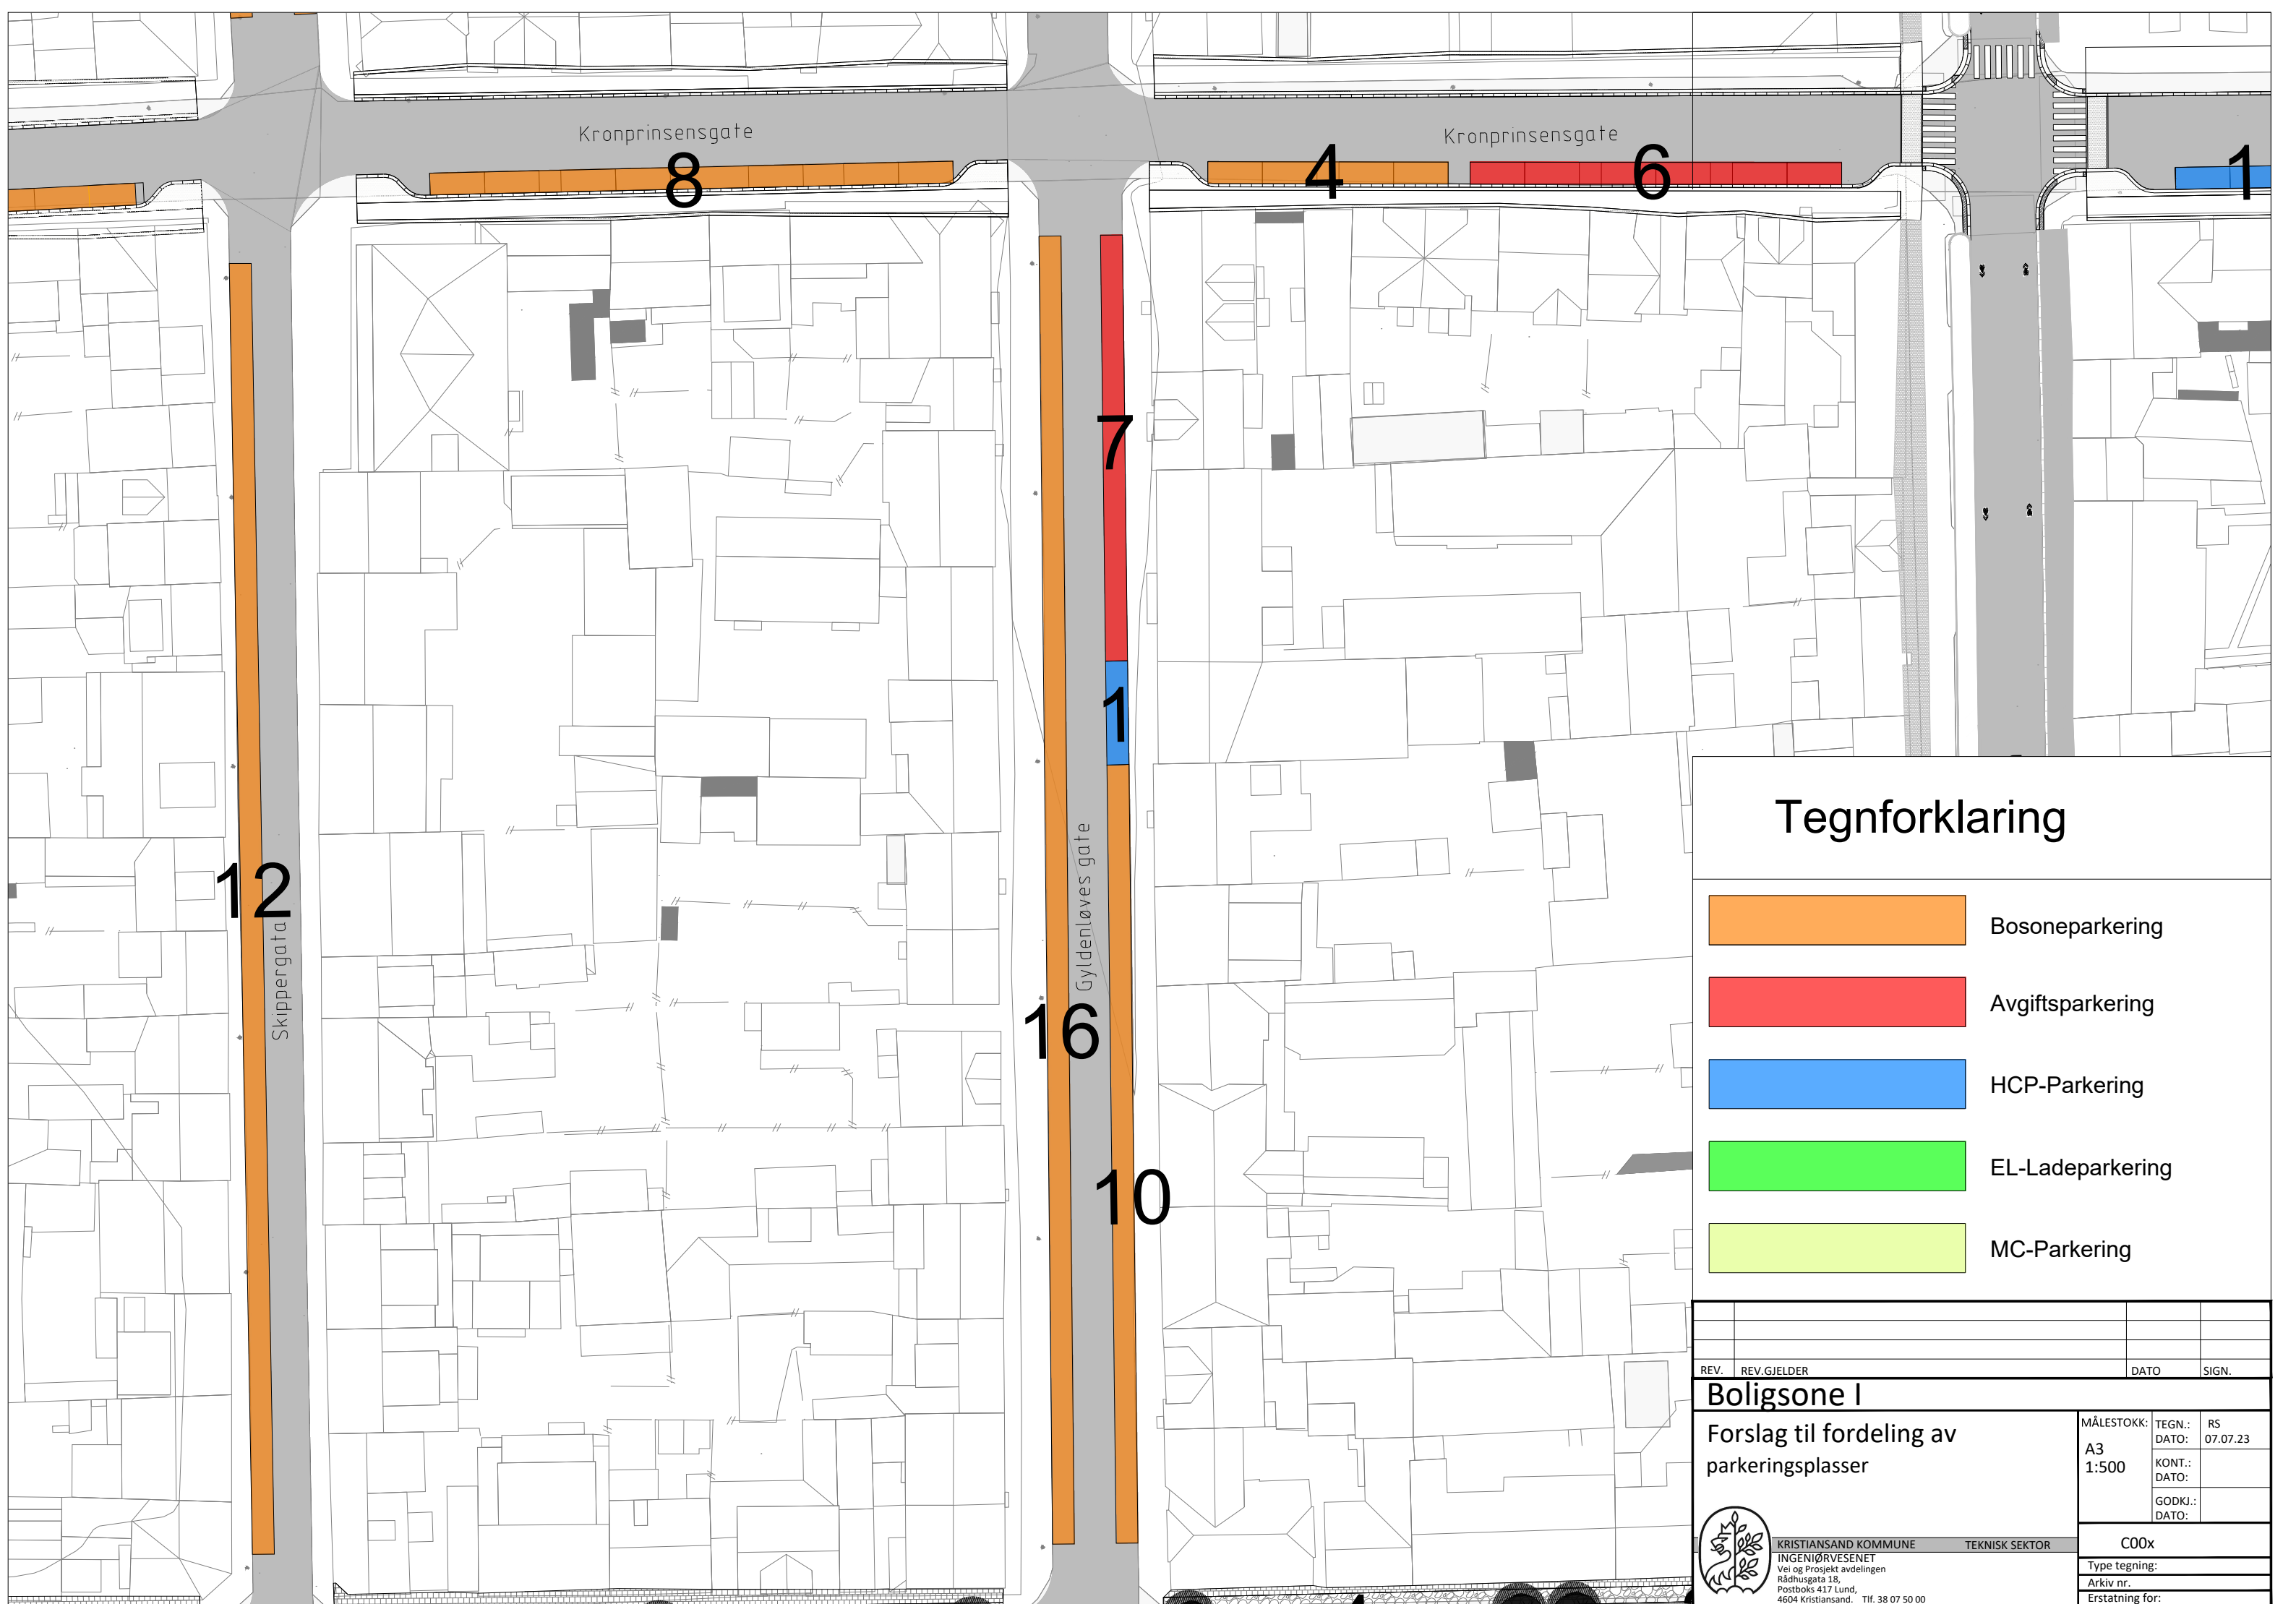 Kronprinsensgate
Kronprinsensgate
8
4
6
1
7
1
12
Skippergata
Gyldenløves gate
16
10
Tegnforklaring
Bosoneparkering
Avgiftsparkering
HCP-Parkering
EL-Ladeparkering
MC-Parkering
REV. REV.GJELDER DATO SIGN.
Boligsone I
Forslag til fordeling av
parkeringsplasser
MÅLESTOKK:
A3
1:500
TEGN.: RS
DATO: 07.07.23
KONT.:
DATO:
GODKJ.:
DATO:
KRISTIANSAND KOMMUNE TEKNISK SEKTOR
INGENIØRVESENET
Vei og Prosjekt avdelingen
Rådhusgata 18,
Postboks 417 Lund,
4604 Kristiansand. Tlf. 38 07 50 00
C00x
Type tegning:
Arkiv nr.
Erstatning for: